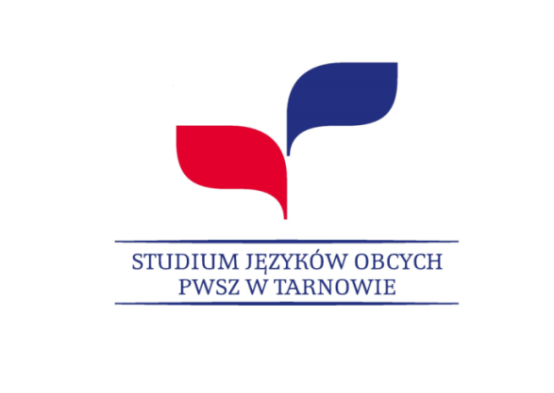 STUDIUM JĘZYKÓW OBCYCH
PWSZ W TARNOWIE